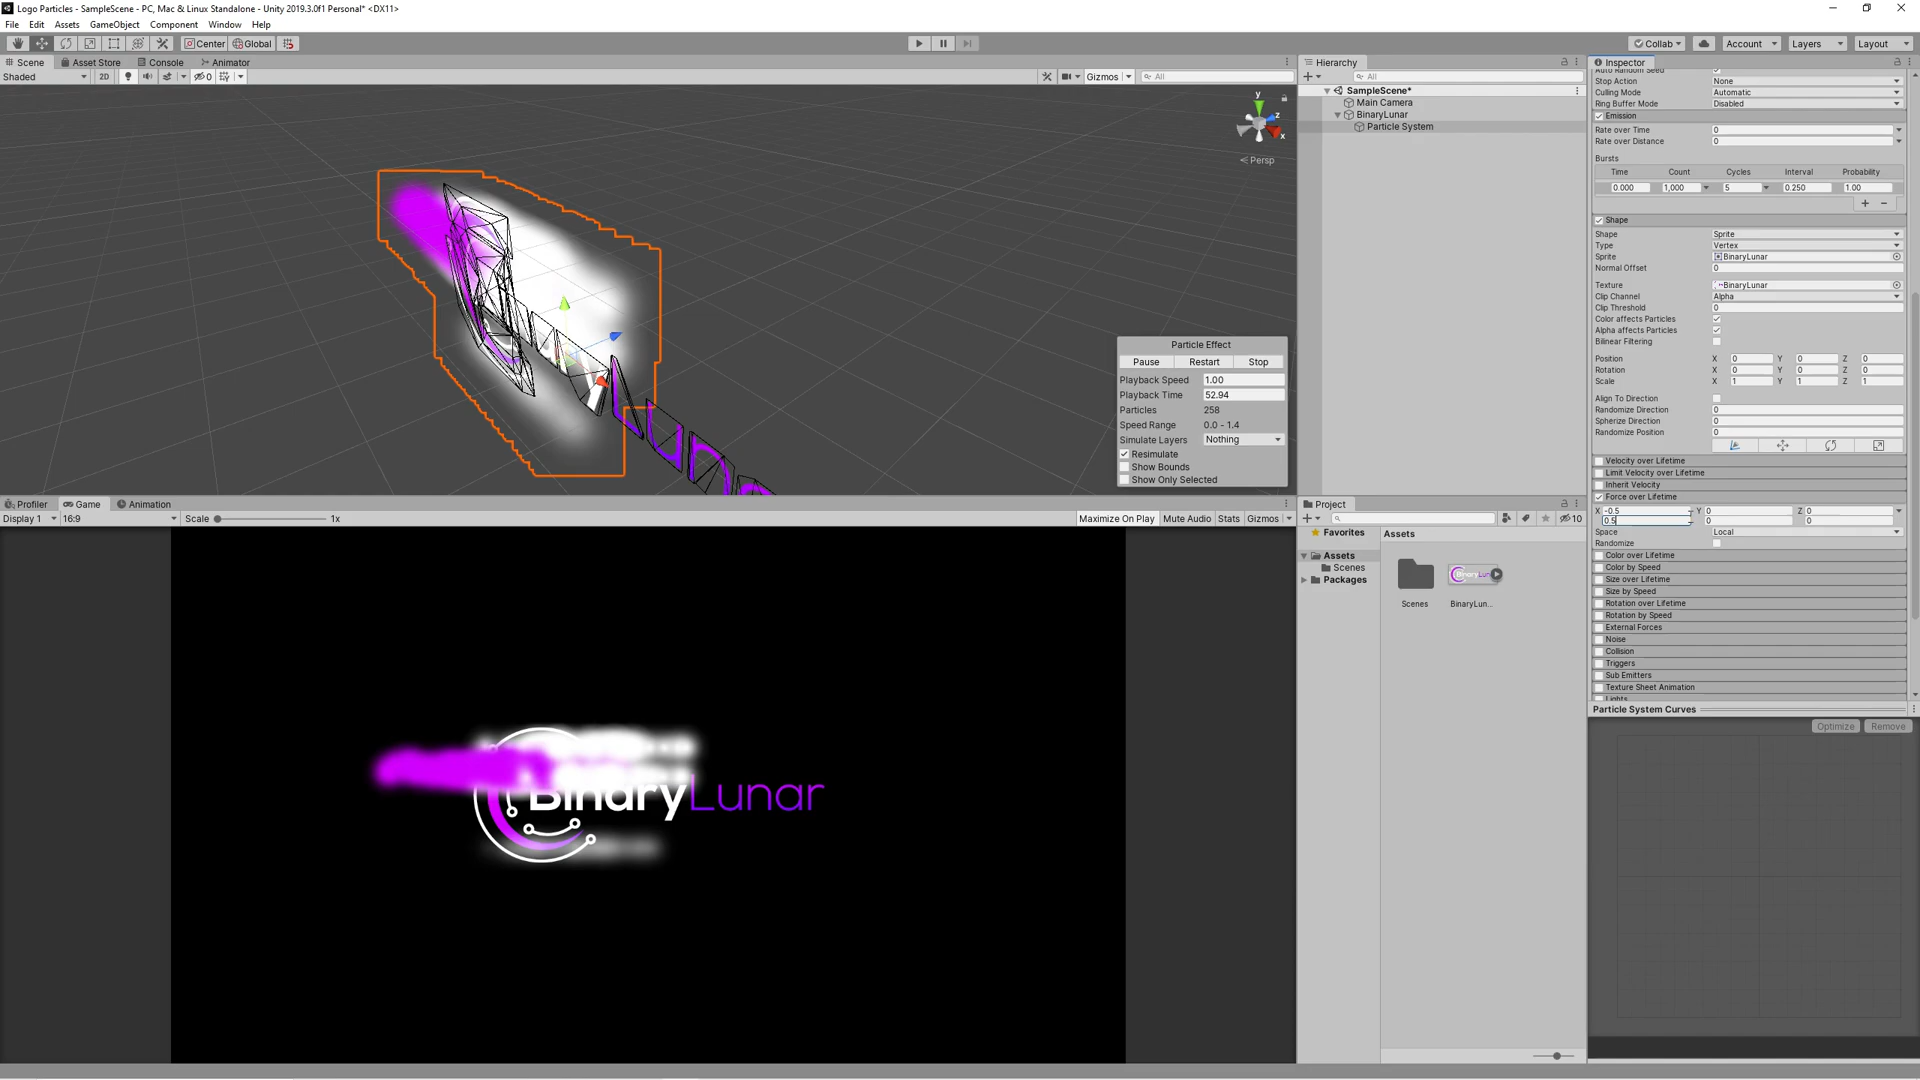 Logo Particles - SampleScene - PC, Mac & Linux Standalone - Unity 2019.3.0f1 Personal* <DX11>
File Edit Assets GameObject Component Window Help
Center Global Collab Account Layers Layout
Scene Asset Store Console Animator
Shaded 2D 0 Gizmos All
y
z
x
Persp
Particle Effect
Pause Restart Stop
Playback Speed 1.00
Playback Time 52.94
Particles 258
Speed Range 0.0 - 1.4
Simulate Layers Nothing
Resimulate
Show Bounds
Show Only Selected
Profiler Game Animation
Display 1 16:9 Scale 1x Maximize On Play Mute Audio Stats Gizmos
BinaryLunar
Hierarchy
All
SampleScene*
Main Camera
BinaryLunar
Particle System
Project
10
Favorites
Assets
Scenes
Packages
Assets
Scenes
BinaryLun...
Inspector
Auto Random Seed
Stop Action None
Culling Mode Automatic
Ring Buffer Mode Disabled
Emission
Rate over Time 0
Rate over Distance 0
Bursts
Time Count Cycles Interval Probability
0.000 1,000 5 0.250 1.00
Shape
Shape Sprite
Type Vertex
Sprite BinaryLunar
Normal Offset 0
Texture BinaryLunar
Clip Channel Alpha
Clip Threshold 0
Color affects Particles
Alpha affects Particles
Bilinear Filtering
Position X 0 Y 0 Z 0
Rotation X 0 Y 0 Z 0
Scale X 1 Y 1 Z 1
Align To Direction
Randomize Direction 0
Spherize Direction 0
Randomize Position 0
Velocity over Lifetime
Limit Velocity over Lifetime
Inherit Velocity
Force over Lifetime
X -0.5 Y 0 Z 0
0.5 0 0
Space Local
Randomize
Color over Lifetime
Color by Speed
Size over Lifetime
Size by Speed
Rotation over Lifetime
Rotation by Speed
External Forces
Noise
Collision
Triggers
Sub Emitters
Texture Sheet Animation
Lights
Particle System Curves
Optimize Remove